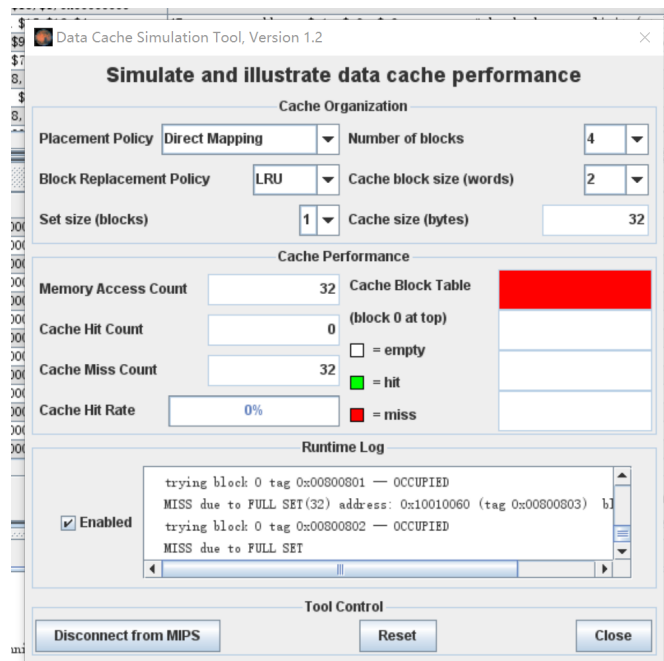 Data Cache Simulation Tool, Version 1.2
Simulate and illustrate data cache performance
Cache Organization
Placement Policy Direct Mapping Number of blocks 4
Block Replacement Policy LRU Cache block size (words) 2
Set size (blocks) 1 Cache size (bytes) 32
Cache Performance
Memory Access Count 32 Cache Block Table
(block 0 at top)
Cache Hit Count 0
= empty
Cache Miss Count 32
= hit
Cache Hit Rate 0%
= miss
Runtime Log
Enabled
trying block 0 tag 0x00800801 — OCCUPIED
MISS due to FULL SET(32) address: 0x10010060 (tag 0x00800803) bl
trying block 0 tag 0x00800802 — OCCUPIED
MISS due to FULL SET
Tool Control
Disconnect from MIPS Reset Close